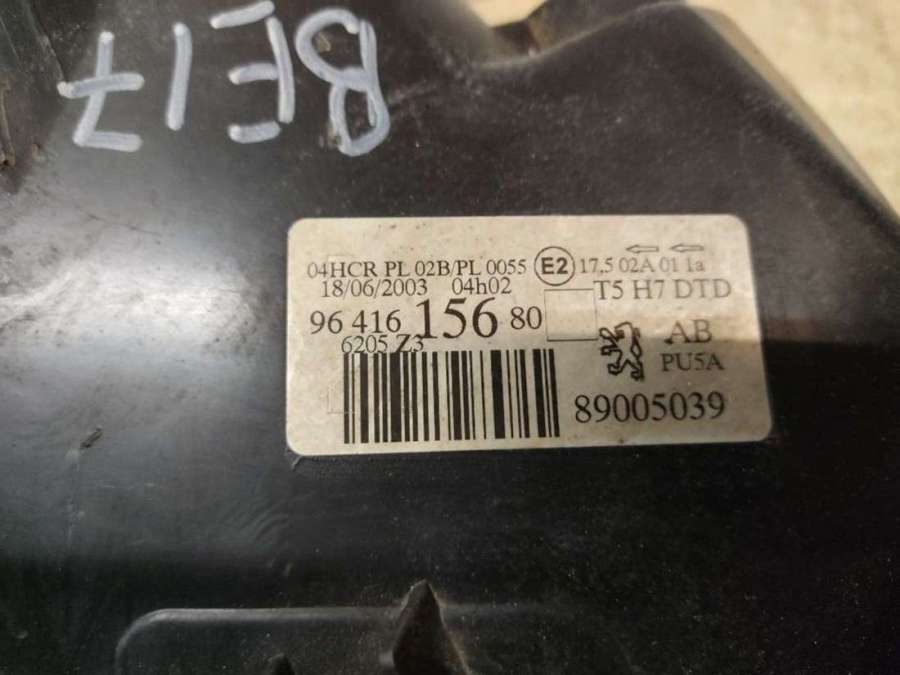 BE17
04HCR PL 02B/PL 0055 E2 17,5 02A 01 1a
18/06/2003 04h02 T5 H7 DTD
96 416 156 80 AB
6205 Z3 PU5A
89005039